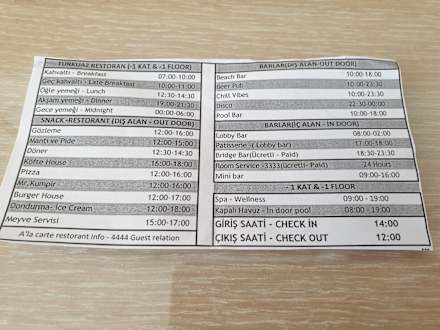 TURKUAZ RESTORAN (-1 KAT & -1 FLOOR)
Kahvaltı - Breakfast 07:00-10:00
Geç kahvaltı - Late Breakfast 10:00-11:00
Öğle yemeği - Lunch 12:30-14:30
Akşam yemeği - Dinner 19:00-21:30
Gece yemeği - Midnight 00:00-06:00
SNACK -RESTORANT (DIŞ ALAN - OUT DOOR)
Gözleme 12:00-16:00
Mantı ve Pide 12:00-15:00
Döner 12:30-14:30
Köfte House 16:00-18:00
Pizza 12:00-16:00
Mr. Kumpir 12:00-16:00
Burger House 12:00-17:00
Dondurma- Ice Cream 12:00-18:00
Meyve Servisi 15:00-17:00
A'la carte restorant info - 4444 Guest relation
BARLAR(DIŞ ALAN-OUT DOOR)
Beach Bar 10:00-18:00
Beer Pub 10:00-23:30
Chill Vibes 10:00-23:30
Disco 22:30-00:00
Pool Bar 10:00-18:00
BARLAR(İÇ ALAN - İN DOOR)
Lobby Bar 08:00-02:00
Patisserie -( Lobby bar) 17:00-18:00
Bridge Bar(Ücretli - Paid) 18:30-23:30
Room Service -3333(ücretli- Paid) 24 Hours
Mini bar 09:00-16:00
- 1 KAT & -1 FLOOR
Spa - Wellness 09:00 - 19:00
Kapalı Havuz - In door pool 08:00 - 19:00
GİRİŞ SAATİ - CHECK İN 14:00
ÇIKIŞ SAATİ - CHECK OUT 12:00